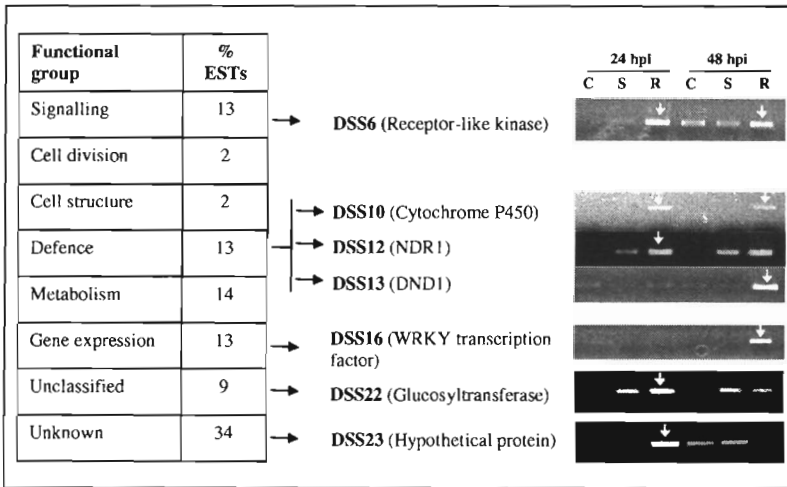 Functional group % ESTs
24 hpi 48 hpi
C S R C S R
Signalling 13
DSS6 (Receptor-like kinase)
Cell division 2
Cell structure 2
DSS10 (Cytochrome P450)
Defence 13
DSS12 (NDR1)
DSS13 (DND1)
Metabolism 14
Gene expression 13
DSS16 (WRKY transcription
factor)
Unclassified 9
DSS22 (Glucosyltransferase)
Unknown 34
DSS23 (Hypothetical protein)